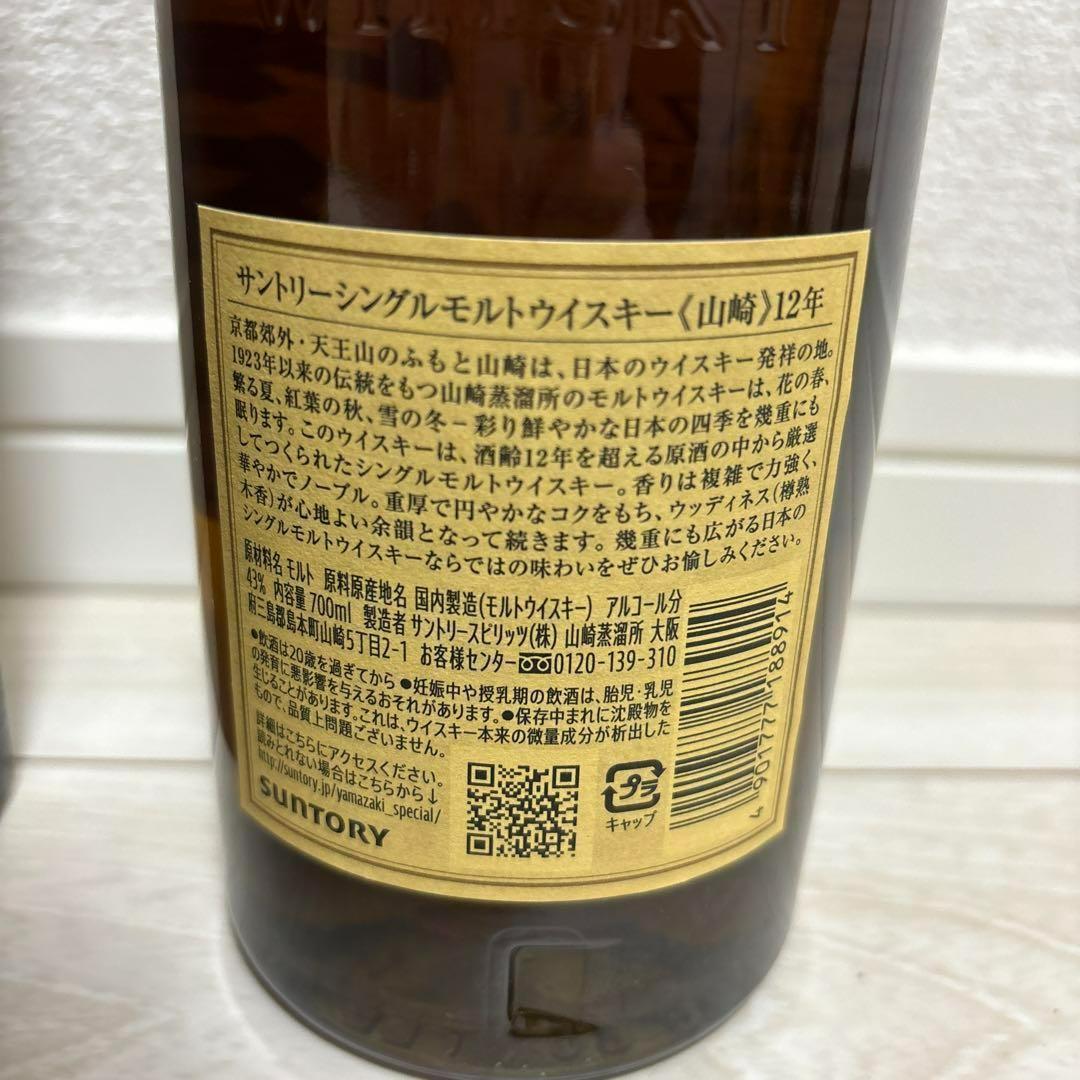 WHISKY
サントリーシングルモルトウイスキー《山崎》12年
京都郊外・天王山のふもと山崎は、日本のウイスキー発祥の地。
1923年以来の伝統をもつ山崎蒸溜所のモルトウイスキーは、花の春、
繁る夏、紅葉の秋、雪の冬－彩り鮮やかな日本の四季を幾重にも
眠ります。このウイスキーは、酒齢12年を超える原酒の中から厳選
してつくられたシングルモルトウイスキー。香りは複雑で力強く、
華やかでノーブル。重厚で円やかなコクをもち、ウッディネス（樽熟
木香）が心地よい余韻となって続きます。幾重にも広がる日本の
シングルモルトウイスキーならではの味わいをぜひお愉しみください。
原材料名 モルト 原料原産地名 国内製造(モルトウイスキー) アルコール分
43% 内容量 700ml 製造者 サントリースピリッツ(株) 山崎蒸溜所 大阪
府三島郡島本町山崎5丁目2-1 お客様センター 0120-139-310
●飲酒は20歳を過ぎてから ●妊娠中や授乳期の飲酒は、胎児・乳児
の発育に悪影響を与えるおそれがあります。●保存中まれに沈殿物を
生じることがあります。これは、ウイスキー本来の微量成分が析出した
もので、品質上問題ございません。
詳細はこちらにアクセスください。
読みとれない場合はこちらから↓
http://suntory.jp/yamazaki_special/
SUNTORY
プラ
キャップ
4901777188914